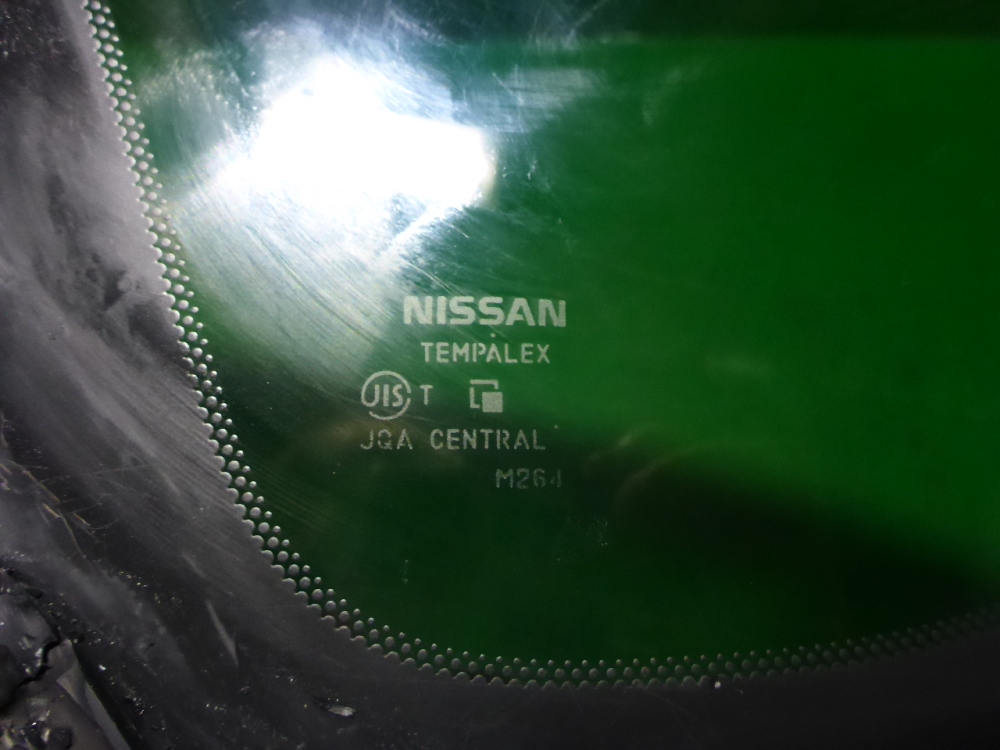 NISSAN
TEMPALEX
JIS T
JQA CENTRAL
M264